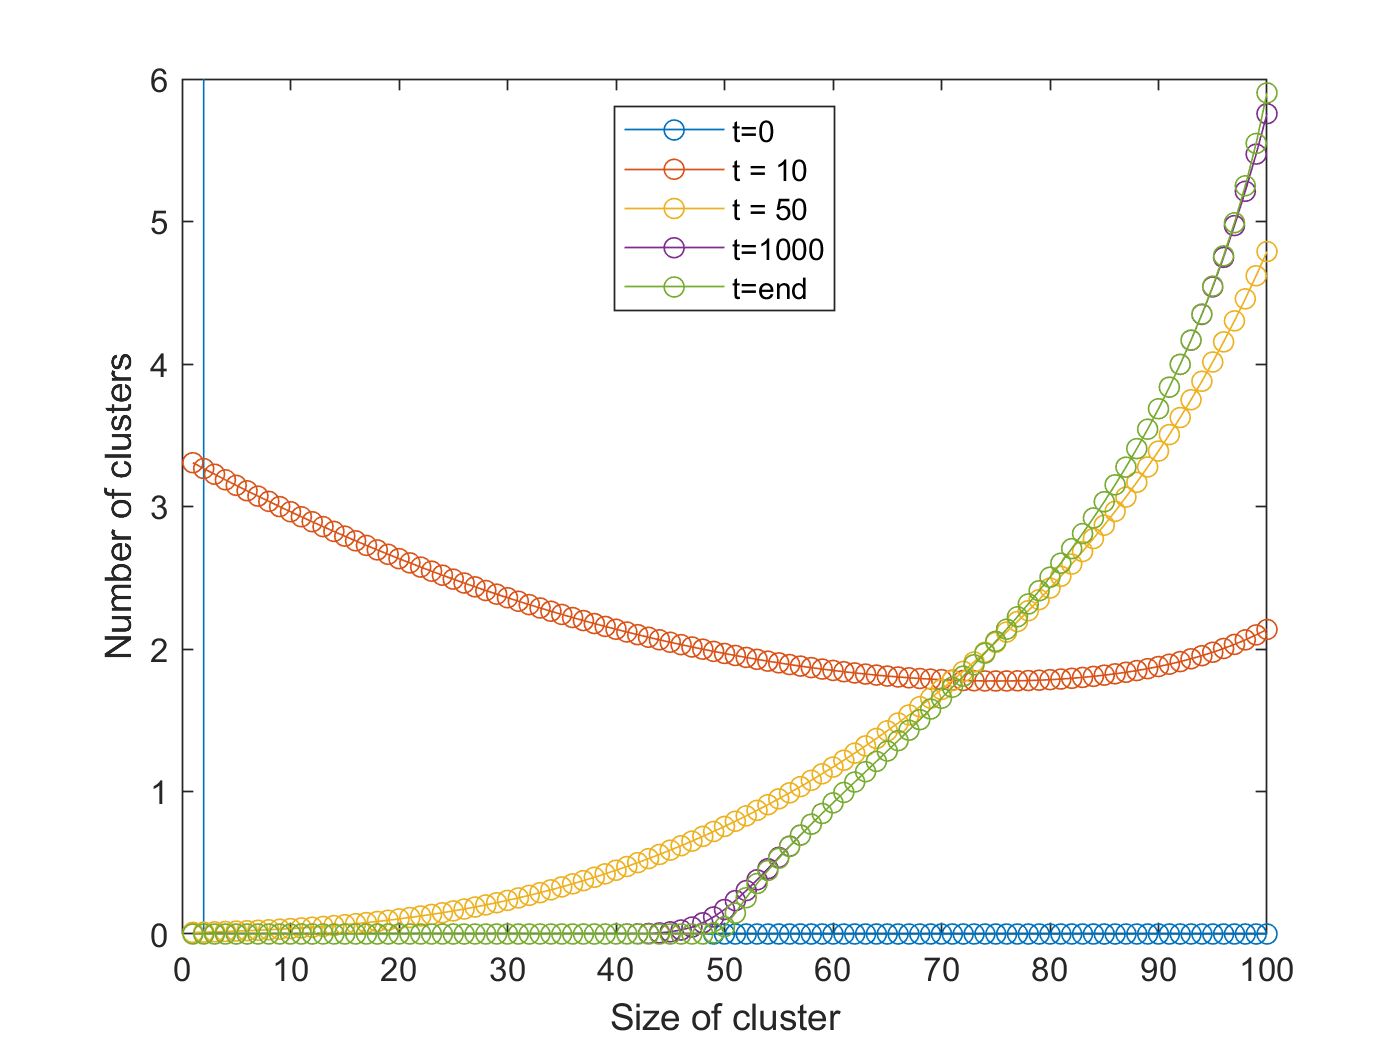 6
5
4
3
2
1
0
Number of clusters
t=0
t = 10
t = 50
t=1000
t=end
0 10 20 30 40 50 60 70 80 90 100
Size of cluster